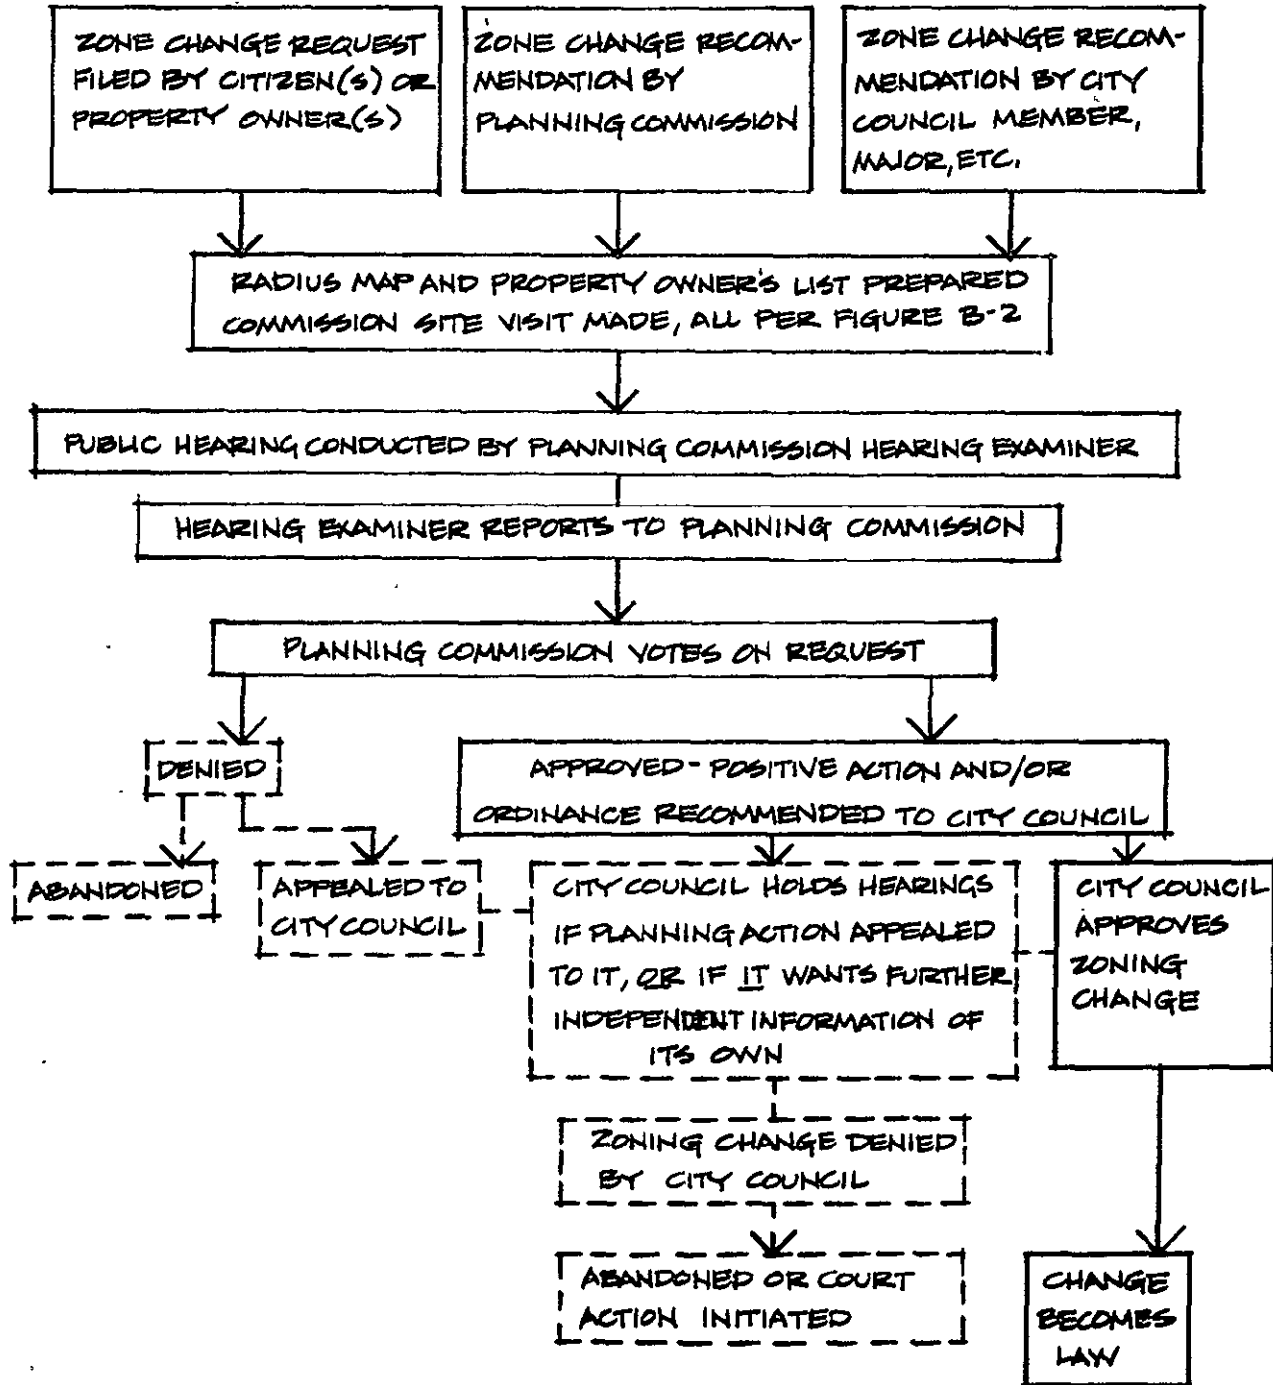 ZONE CHANGE REQUEST
FILED BY CITIZEN(S) OR
PROPERTY OWNER(S)
ZONE CHANGE RECOM-
MENDATION BY
PLANNING COMMISSION
ZONE CHANGE RECOM-
MENDATION BY CITY
COUNCIL MEMBER,
MAJOR, ETC.
RADIUS MAP AND PROPERTY OWNER'S LIST PREPARED
COMMISSION SITE VISIT MADE, ALL PER FIGURE B-2
PUBLIC HEARING CONDUCTED BY PLANNING COMMISSION HEARING EXAMINER
HEARING EXAMINER REPORTS TO PLANNING COMMISSION
PLANNING COMMISSION VOTES ON REQUEST
DENIED
APPROVED - POSITIVE ACTION AND/OR
ORDINANCE RECOMMENDED TO CITY COUNCIL
ABANDONED
APPEALED TO
CITY COUNCIL
CITY COUNCIL HOLDS HEARINGS
IF PLANNING ACTION APPEALED
TO IT, OR IF IT WANTS FURTHER
INDEPENDENT INFORMATION OF
ITS OWN
CITY COUNCIL
APPROVES
ZONING
CHANGE
ZONING CHANGE DENIED
BY CITY COUNCIL
ABANDONED OR COURT
ACTION INITIATED
CHANGE
BECOMES
LAW